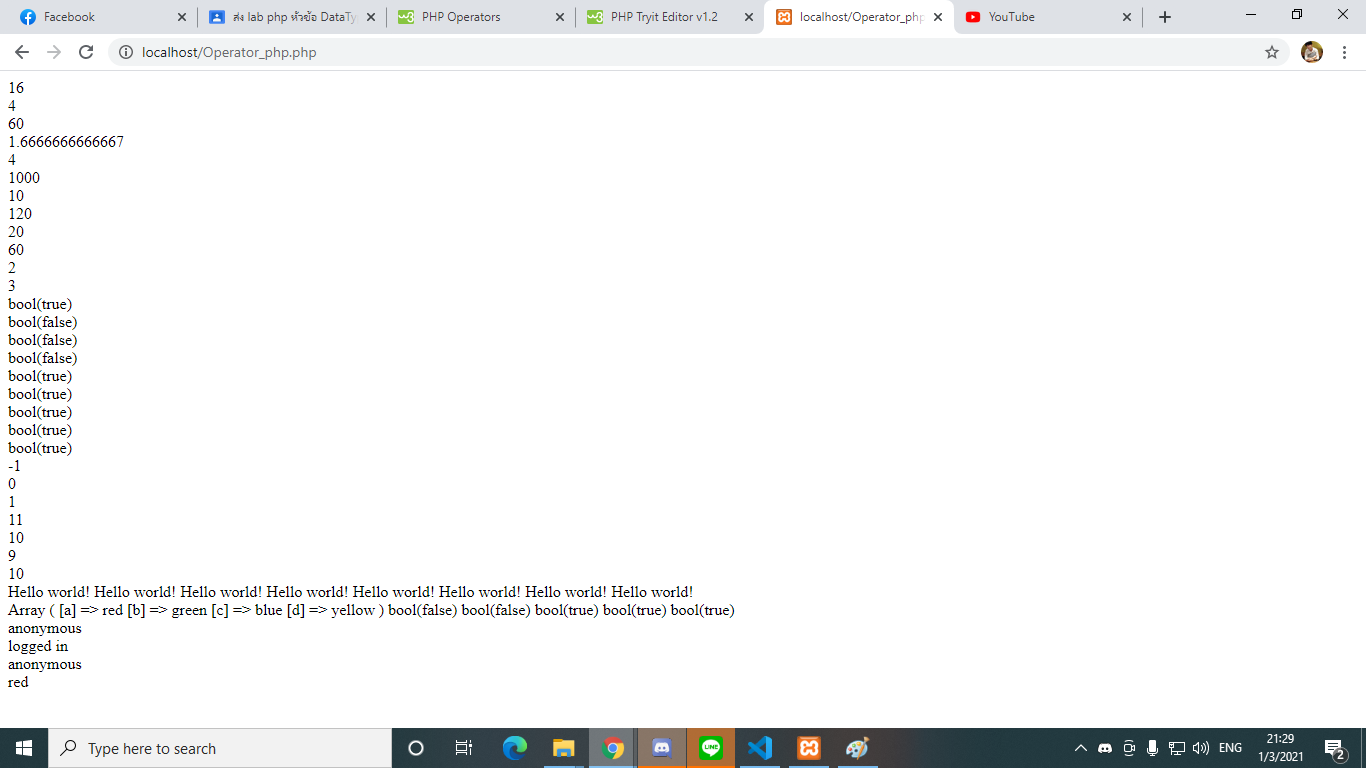 Facebook
ส่ง lab php หัวข้อ DataTy
PHP Operators
PHP Tryit Editor v1.2
localhost/Operator_php
YouTube
localhost/Operator_php.php
16
4
60
1.6666666666667
4
1000
10
120
20
60
2
3
bool(true)
bool(false)
bool(false)
bool(false)
bool(true)
bool(true)
bool(true)
bool(true)
bool(true)
-1
0
1
11
10
9
10
Hello world! Hello world! Hello world! Hello world! Hello world! Hello world! Hello world! Hello world!
Array ( [a] => red [b] => green [c] => blue [d] => yellow ) bool(false) bool(false) bool(true) bool(true) bool(true)
anonymous
logged in
anonymous
red
Type here to search
LINE
ENG
21:29
1/3/2021
2